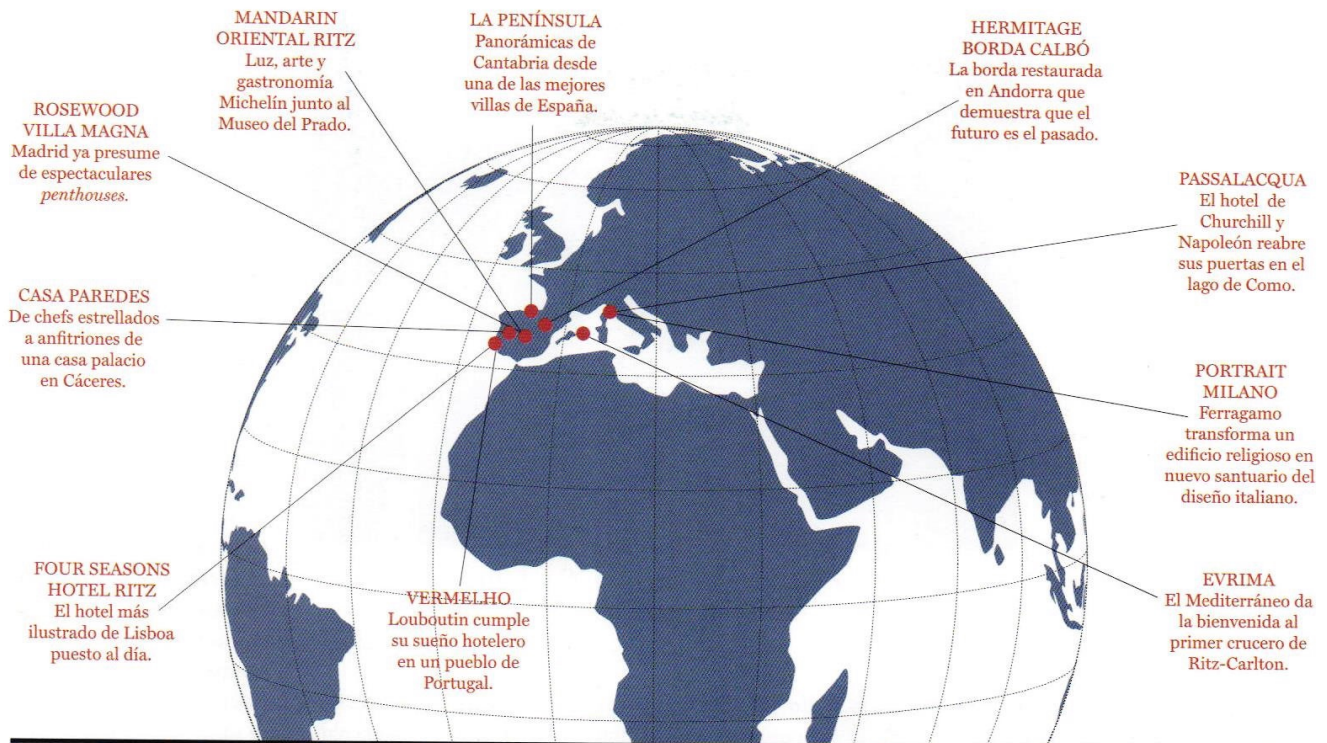 MANDARIN
ORIENTAL RITZ
Luz, arte y
gastronomía
Michelín junto al
Museo del Prado.
LA PENÍNSULA
Panorámicas de
Cantabria desde
una de las mejores
villas de España.
HERMITAGE
BORDA CALBÓ
La borda restaurada
en Andorra que
demuestra que el
futuro es el pasado.
ROSEWOOD
VILLA MAGNA
Madrid ya presume
de espectaculares
penthouses.
PASSALACQUA
El hotel de
Churchill y
Napoleón reabre
sus puertas en el
lago de Como.
CASA PAREDES
De chefs estrellados
a anfitriones de
una casa palacio
en Cáceres.
PORTRAIT
MILANO
Ferragamo
transforma un
edificio religioso en
nuevo santuario del
diseño italiano.
FOUR SEASONS
HOTEL RITZ
El hotel más
ilustrado de Lisboa
puesto al día.
VERMELHO
Louboutin cumple
su sueño hotelero
en un pueblo de
Portugal.
EVRIMA
El Mediterráneo da
la bienvenida al
primer crucero de
Ritz-Carlton.